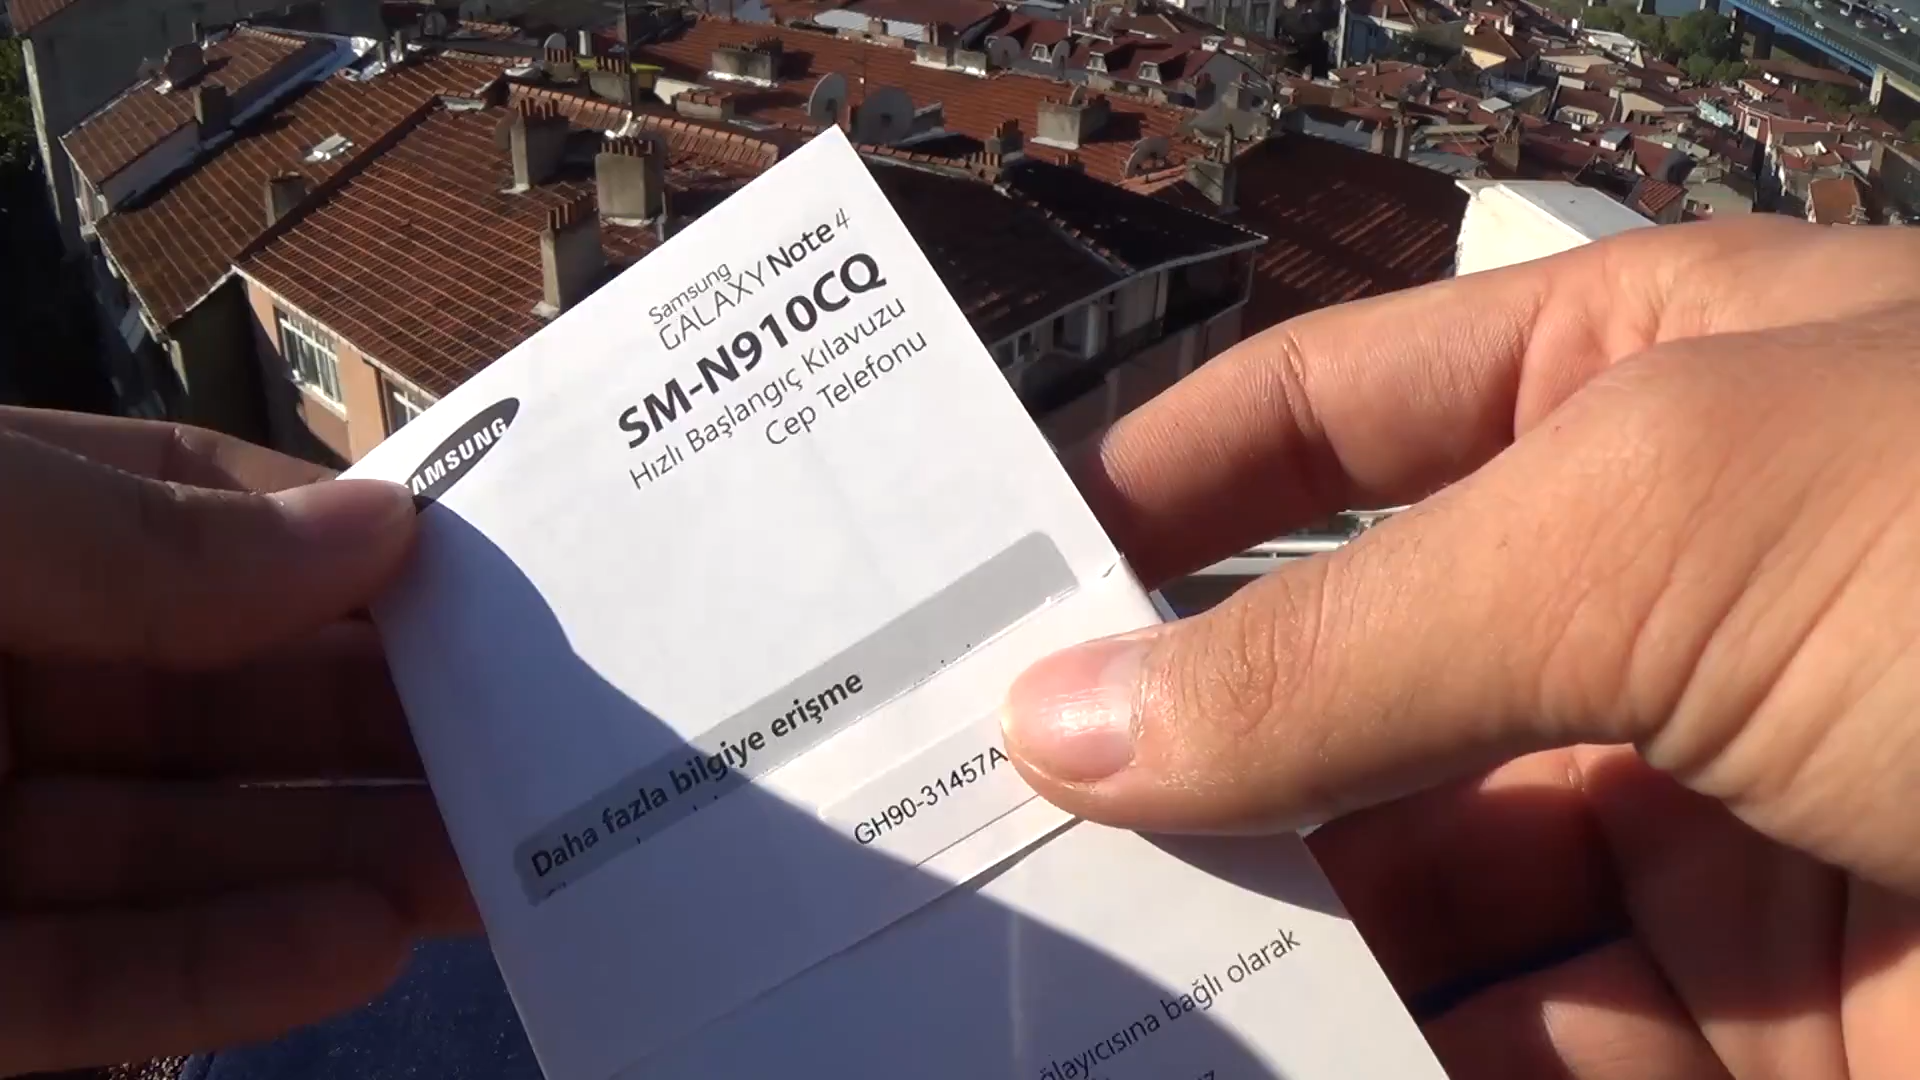 SAMSUNG
Samsung
GALAXY Note 4
SM-N910CQ
Hızlı Başlangıç Kılavuzu
Cep Telefonu
Daha fazla bilgiye erişme
GH90-31457A
bağlı olarak